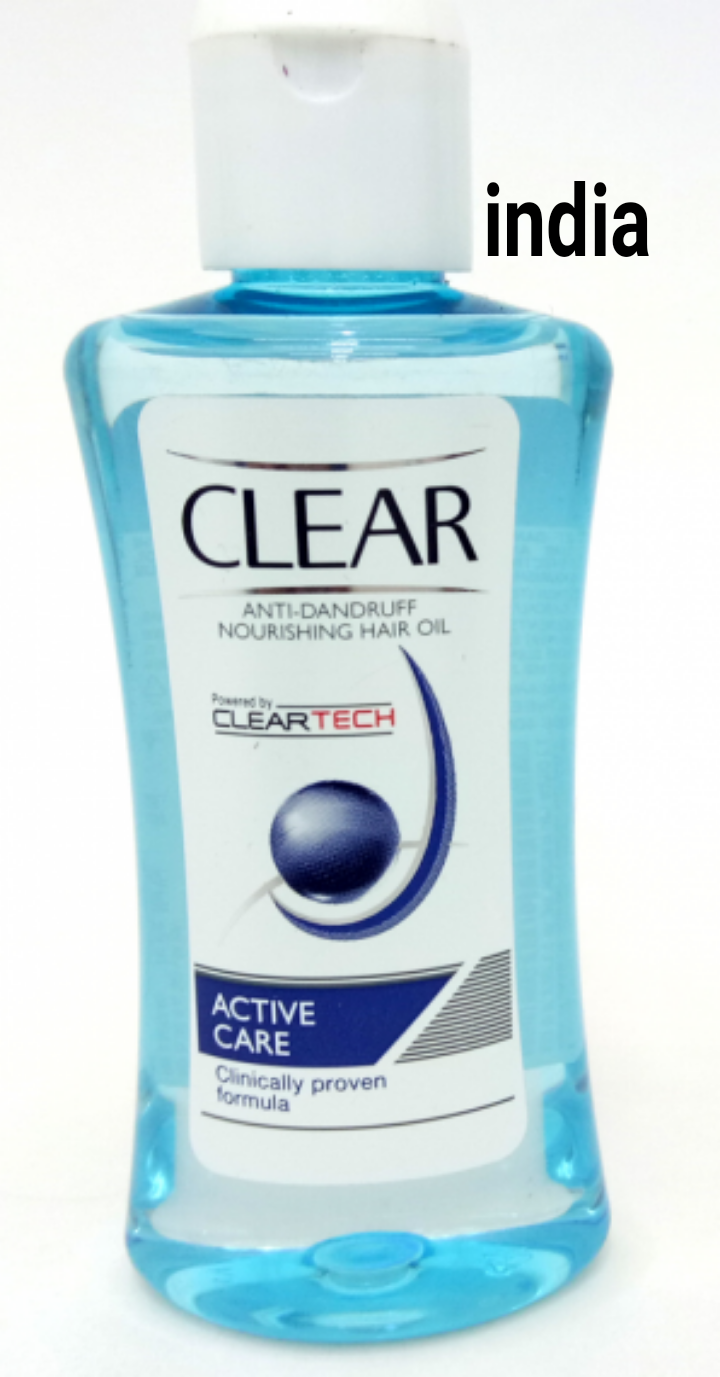 india
CLEAR
ANTI-DANDRUFF
NOURISHING HAIR OIL
Powered by
CLEARTECH
ACTIVE
CARE
Clinically proven
formula